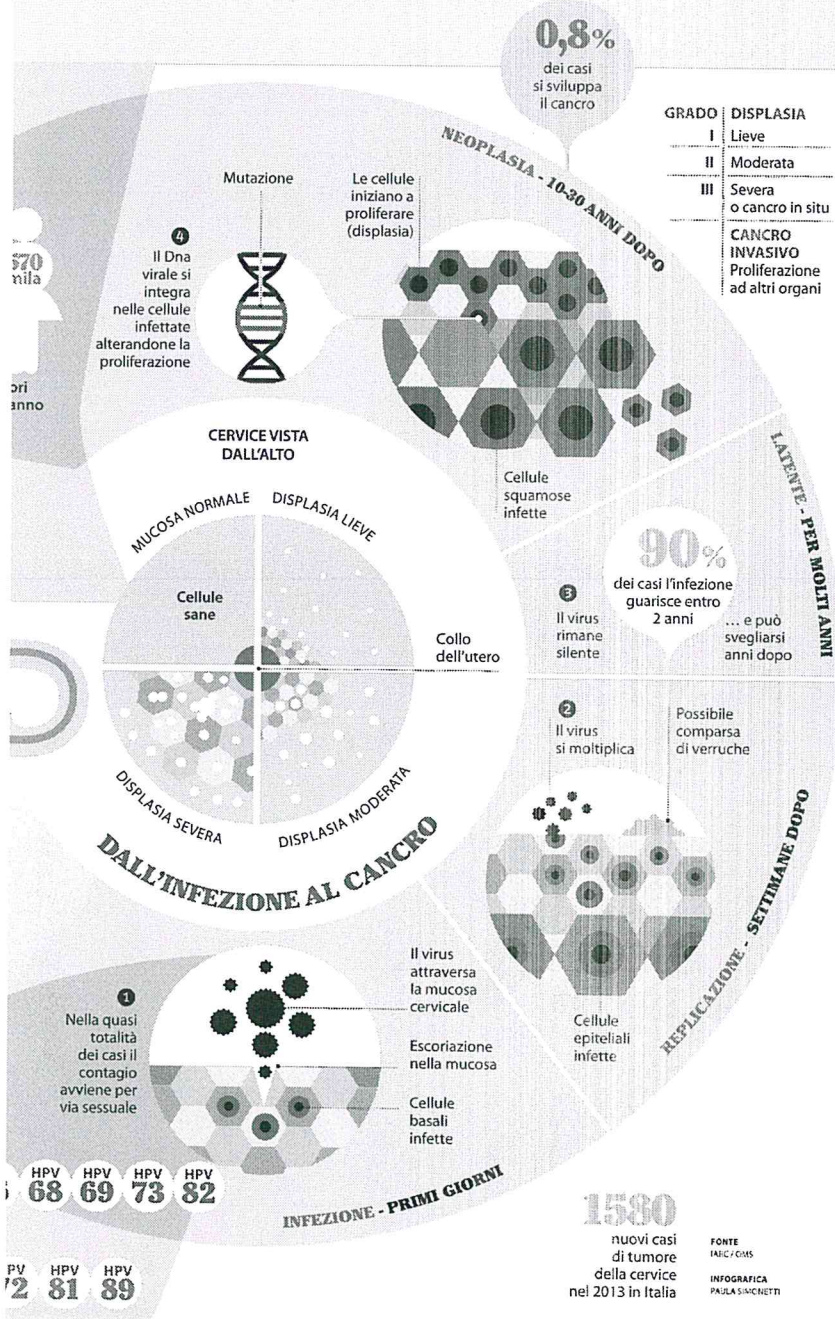 0,8%
dei casi
si sviluppa
il cancro
GRADO DISPLASIA
I Lieve
II Moderata
III Severa
o cancro in situ
CANCRO
INVASIVO
Proliferazione
ad altri organi
NEOPLASIA - 10-30 ANNI DOPO
Mutazione
Le cellule
iniziano a
proliferare
(displasia)
4
Il Dna
virale si
integra
nelle cellule
infettate
alterandone la
proliferazione
570
mila
ori
anno
Cellule
squamose
infette
CERVICE VISTA
DALL'ALTO
MUCOSA NORMALE
DISPLASIA LIEVE
Cellule
sane
Collo
dell'utero
DISPLASIA SEVERA
DISPLASIA MODERATA
DALL'INFEZIONE AL CANCRO
LATENTE - PER MOLTI ANNI
90%
dei casi l'infezione
guarisce entro
2 anni
3
Il virus
rimane
silente
... e può
svegliarsi
anni dopo
2
Il virus
si moltiplica
Possibile
comparsa
di verruche
Cellule
epiteliali
infette
REPLICAZIONE - SETTIMANE DOPO
1
Nella quasi
totalità
dei casi il
contagio
avviene per
via sessuale
Il virus
attraversa
la mucosa
cervicale
Escoriazione
nella mucosa
Cellule
basali
infette
INFEZIONE - PRIMI GIORNI
HPV 68 HPV 69 HPV 73 HPV 82
PV 72 HPV 81 HPV 89
1580
nuovi casi
di tumore
della cervice
nel 2013 in Italia
FONTE
IARC / OMS
INFOGRAFICA
PAULA SIMONETTI